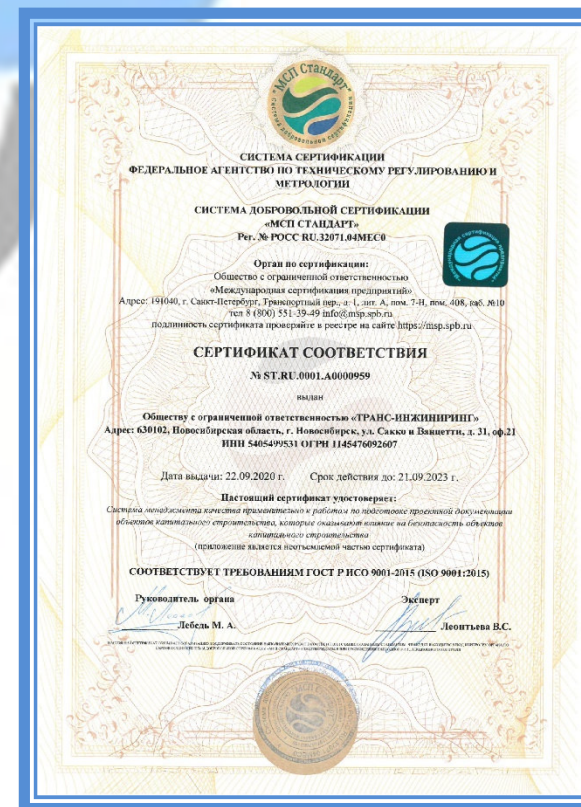 МСП Стандарт
СИСТЕМА СЕРТИФИКАЦИИ
ФЕДЕРАЛЬНОЕ АГЕНТСТВО ПО ТЕХНИЧЕСКОМУ РЕГУЛИРОВАНИЮ И
МЕТРОЛОГИИ
СИСТЕМА ДОБРОВОЛЬНОЙ СЕРТИФИКАЦИИ
«МСП СТАНДАРТ»
Рег. № РОСС RU.32071.04МЕС0
Орган по сертификации:
Общество с ограниченной ответственностью
«Международная сертификация предприятий»
Адрес: 191040, г. Санкт-Петербург, Транспортный пер., д. 1, лит. А, пом. 7-Н, пом. 408, каб. №10
тел 8 (800) 551-39-49 info@msp.spb.ru
подлинность сертификата проверяйте в реестре на сайте https://msp.spb.ru
СЕРТИФИКАТ СООТВЕТСТВИЯ
№ ST.RU.0001.A0000959
выдан
Обществу с ограниченной ответственностью «ТРАНС-ИНЖИНИРИНГ»
Адрес: 630102, Новосибирская область, г. Новосибирск, ул. Сакко и Ванцетти, д. 31, оф.21
ИНН 5405499531 ОГРН 1145476092607
Дата выдачи: 22.09.2020 г. Срок действия до: 21.09.2023 г.
Настоящий сертификат удостоверяет:
Система менеджмента качества применительно к работам по подготовке проектной документации
объектов капитального строительства, которые оказывают влияние на безопасность объектов
капитального строительства
(приложение является неотъемлемой частью сертификата)
СООТВЕТСТВУЕТ ТРЕБОВАНИЯМ ГОСТ Р ИСО 9001-2015 (ISO 9001:2015)
Руководитель органа Эксперт
Лебель М. А. Леонтьева В.С.